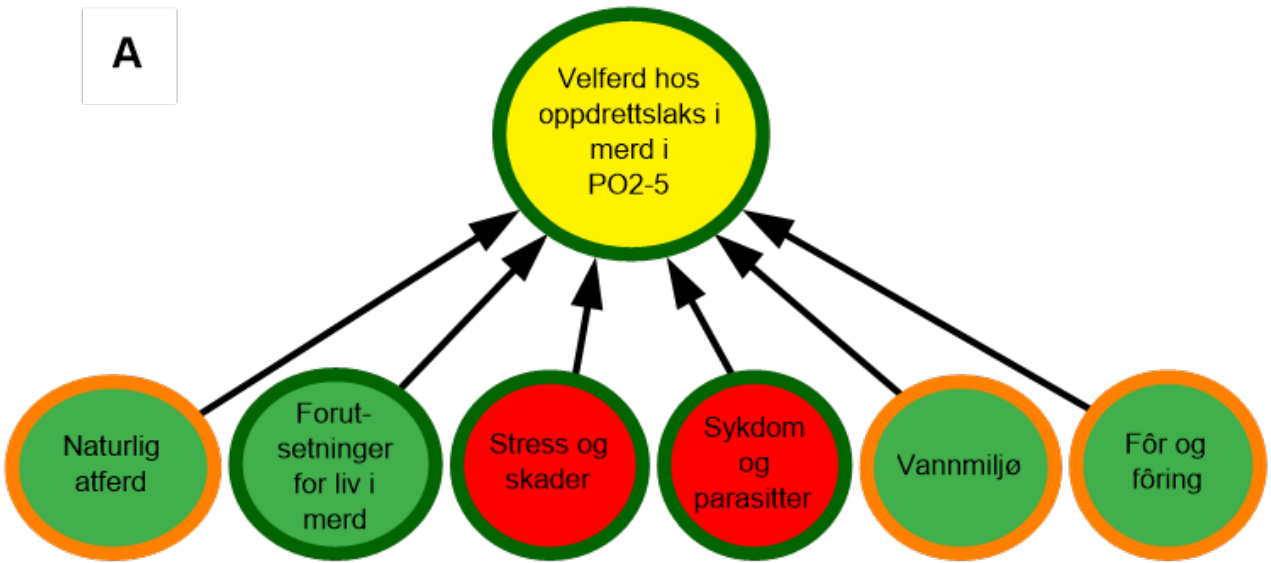 A
Velferd hos
oppdrettslaks i
merd i
PO2-5
Naturlig
atferd
Forut-
setninger
for liv i
merd
Stress og
skader
Sykdom
og
parasitter
Vannmiljø
Fôr og
fôring